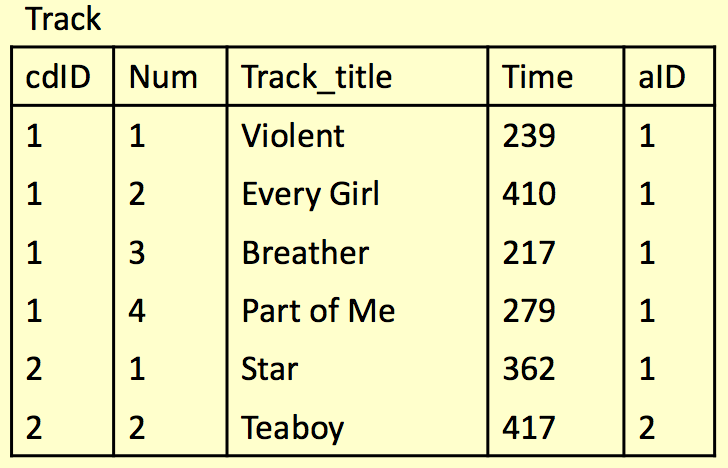 Track
cdID Num Track_title Time aID
1 1 Violent 239 1
1 2 Every Girl 410 1
1 3 Breather 217 1
1 4 Part of Me 279 1
2 1 Star 362 1
2 2 Teaboy 417 2